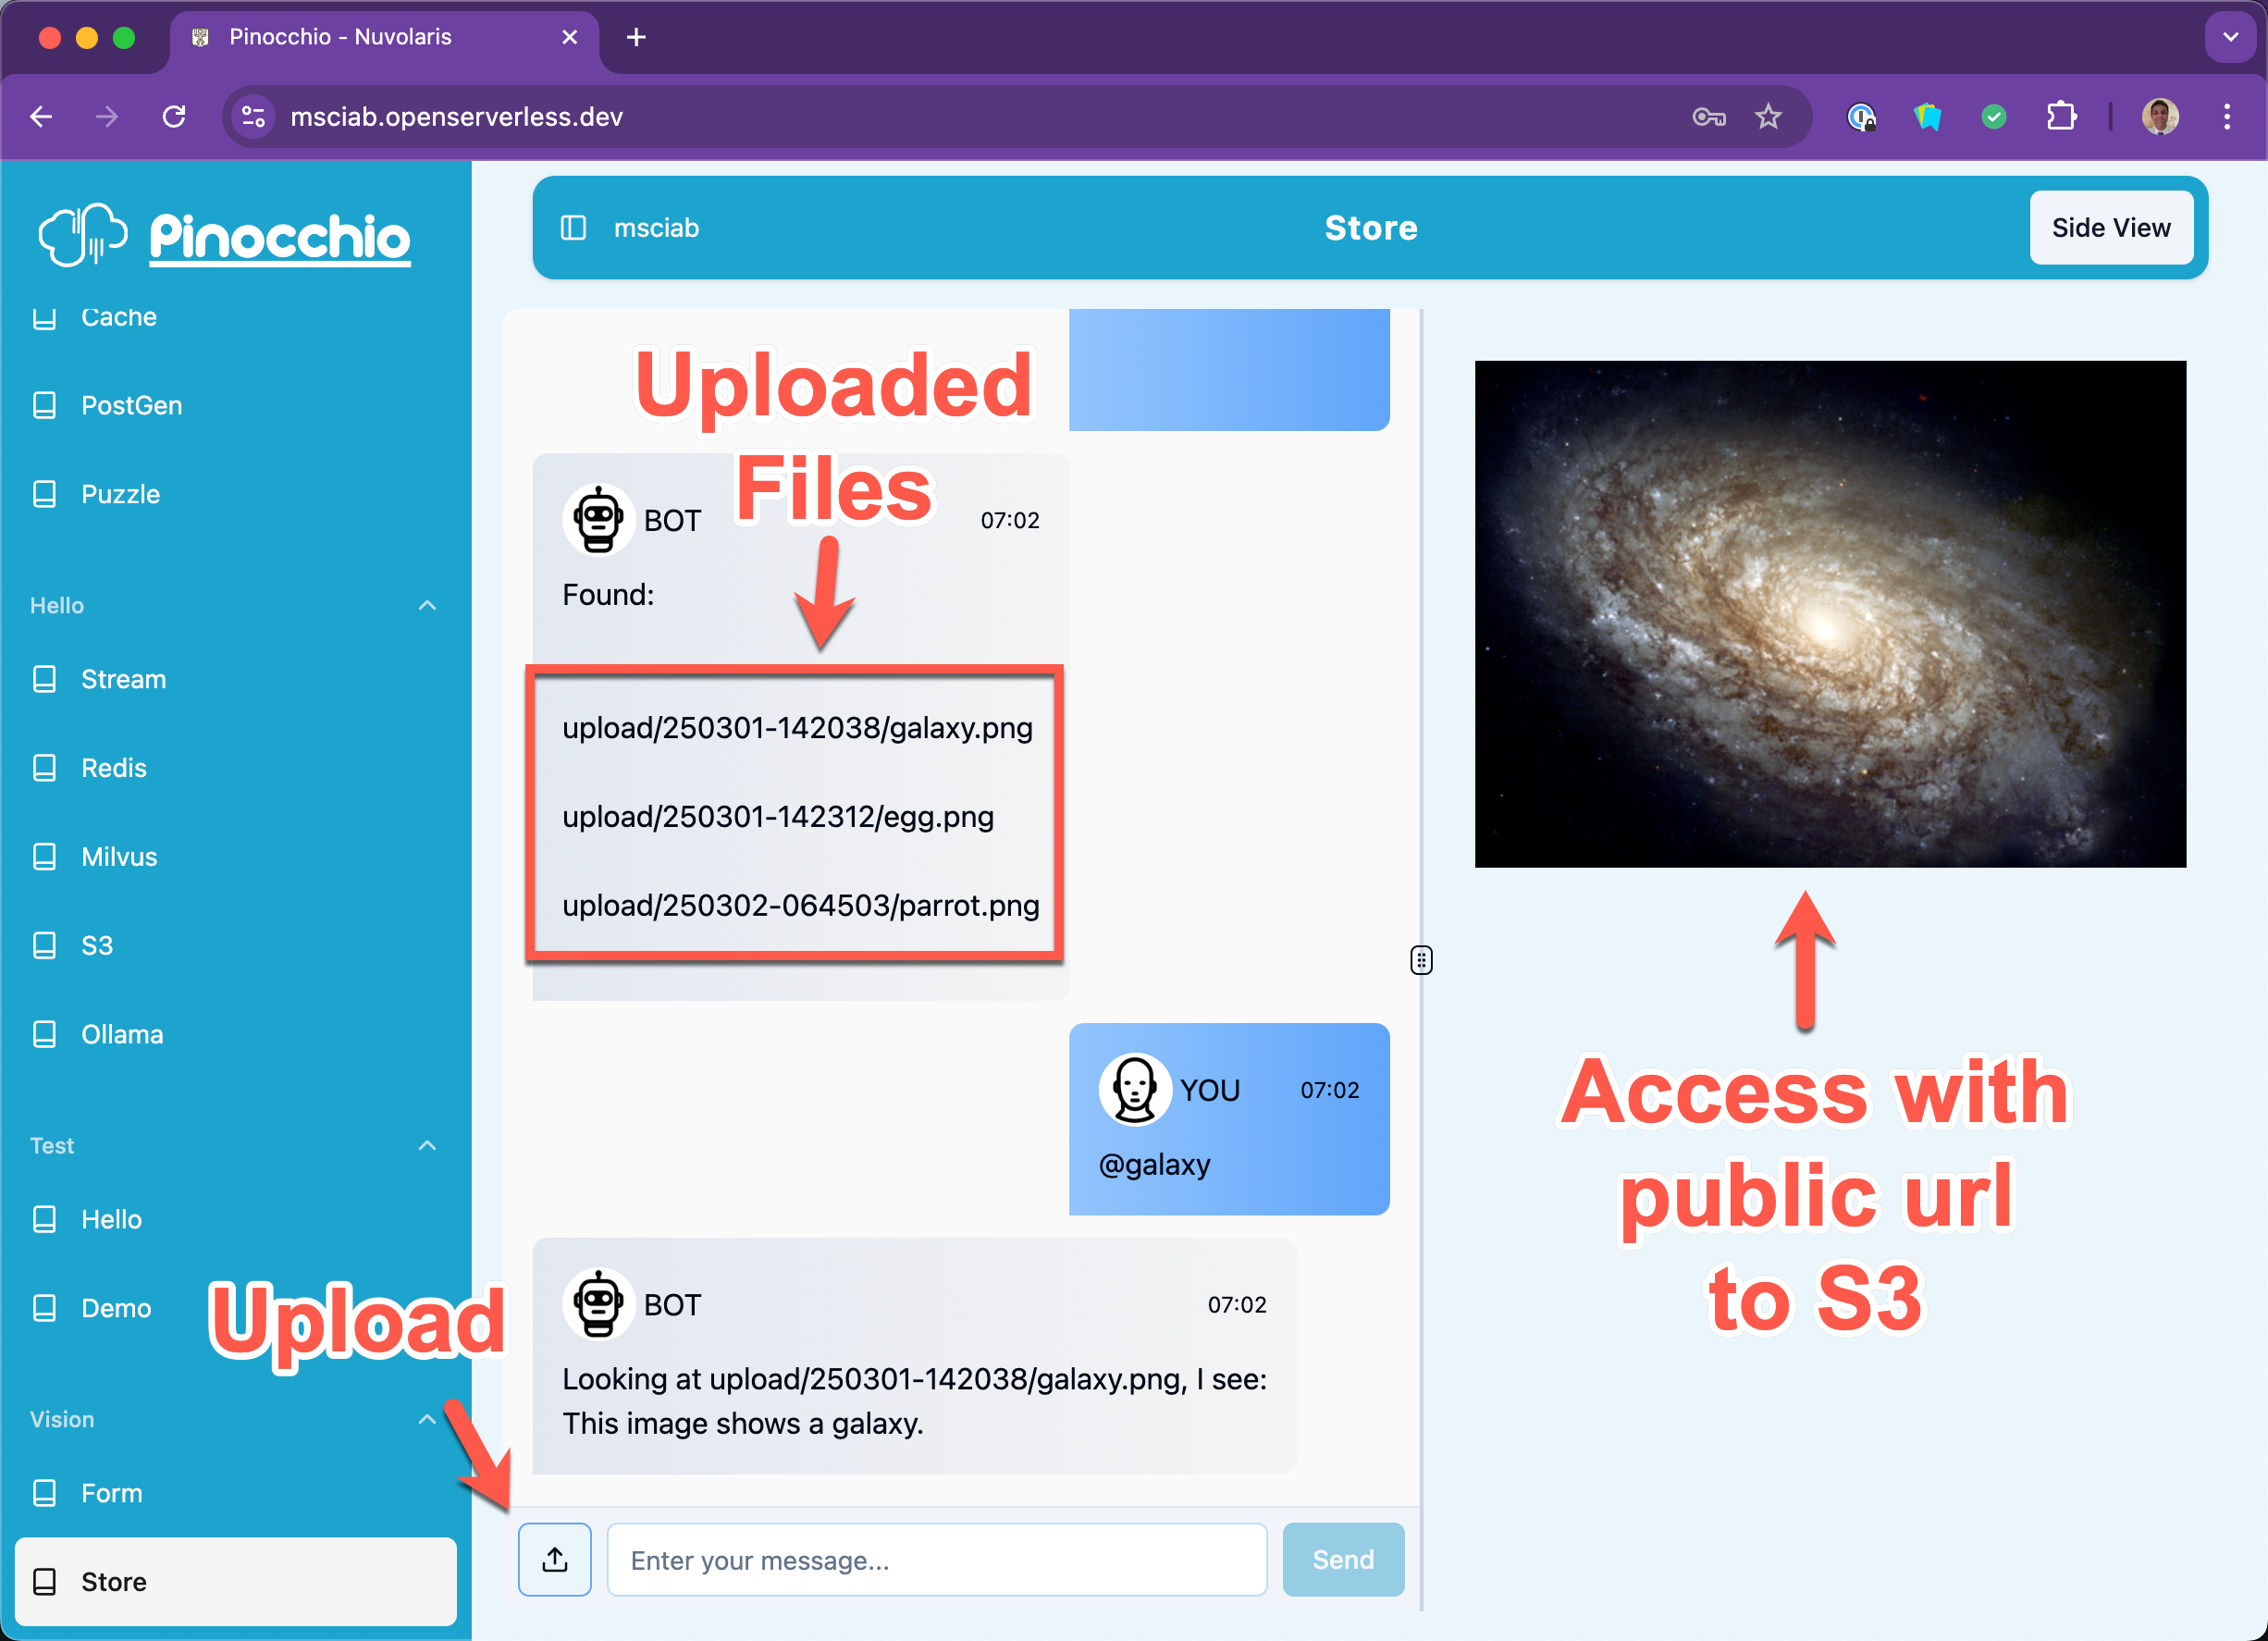 Pinocchio - Nuvolaris
msciab.openserverless.dev
Pinocchio
Cache
PostGen
Puzzle
Hello
Stream
Redis
Milvus
S3
Ollama
Test
Hello
Demo
Vision
Form
Store
msciab
Store
Side View
Uploaded
Files
BOT
07:02
Found:
upload/250301-142038/galaxy.png
upload/250301-142312/egg.png
upload/250302-064503/parrot.png
YOU
07:02
@galaxy
BOT
07:02
Looking at upload/250301-142038/galaxy.png, I see:
This image shows a galaxy.
Upload
Enter your message...
Send
Access with
public url
to S3